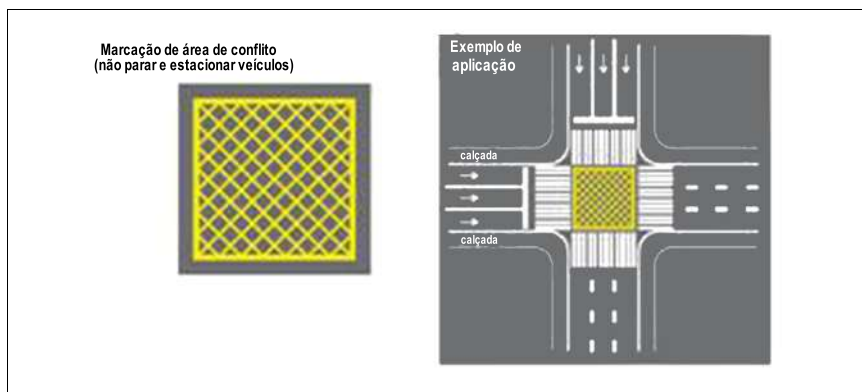 Marcação de área de conflito
(não parar e estacionar veículos)
Exemplo de
aplicação
calçada
calçada